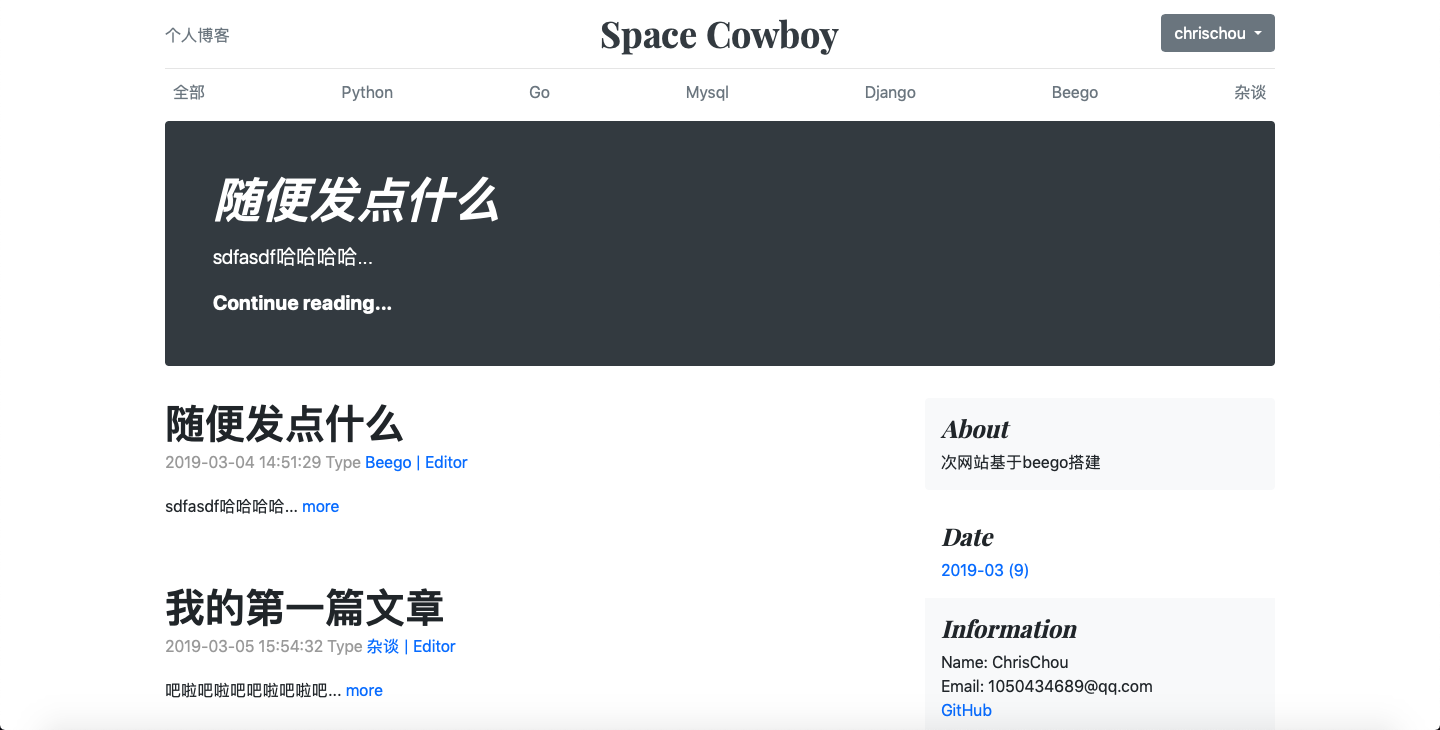 个人博客
Space Cowboy
chrischou
全部 Python Go Mysql Django Beego 杂谈
随便发点什么
sdfasdf哈哈哈哈...
Continue reading...
随便发点什么
2019-03-04 14:51:29 Type Beego | Editor
sdfasdf哈哈哈哈... more
我的第一篇文章
2019-03-05 15:54:32 Type 杂谈 | Editor
吧啦吧啦吧吧啦吧啦吧... more
About
次网站基于beego搭建
Date
2019-03 (9)
Information
Name: ChrisChou
Email: 1050434689@qq.com
GitHub